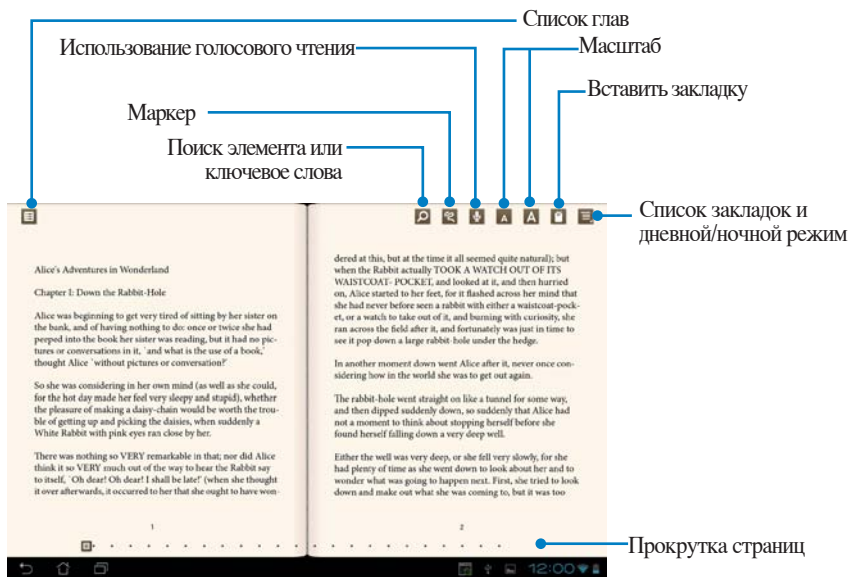 Список глав
Использование голосового чтения
Масштаб
Вставить закладку
Маркер
Поиск элемента или
ключевое слова
Список закладок и
дневной/ночной режим
A
A
Alice's Adventures in Wonderland
Chapter I: Down the Rabbit-Hole
Alice was beginning to get very tired of sitting by her sister on
the bank, and of having nothing to do: once or twice she had
peeped into the book her sister was reading, but it had no pic-
tures or conversations in it, `and what is the use of a book,'
thought Alice `without pictures or conversation?'
So she was considering in her own mind (as well as she could,
for the hot day made her feel very sleepy and stupid), whether
the pleasure of making a daisy-chain would be worth the trou-
ble of getting up and picking the daisies, when suddenly a
White Rabbit with pink eyes ran close by her.
There was nothing so VERY remarkable in that; nor did Alice
think it so VERY much out of the way to hear the Rabbit say
to itself, `Oh dear! Oh dear! I shall be late!' (when she thought
it over afterwards, it occurred to her that she ought to have won-
1
dered at this, but at the time it all seemed quite natural); but
when the Rabbit actually TOOK A WATCH OUT OF ITS
WAISTCOAT- POCKET, and looked at it, and then hurried
on, Alice started to her feet, for it flashed across her mind that
she had never before seen a rabbit with either a waistcoat-pock-
et, or a watch to take out of it, and burning with curiosity, she
ran across the field after it, and fortunately was just in time to
see it pop down a large rabbit-hole under the hedge.
In another moment down went Alice after it, never once con-
sidering how in the world she was to get out again.
The rabbit-hole went straight on like a tunnel for some way,
and then dipped suddenly down, so suddenly that Alice had
not a moment to think about stopping herself before she
found herself falling down a very deep well.
Either the well was very deep, or she fell very slowly, for she
had plenty of time as she went down to look about her and to
wonder what was going to happen next. First, she tried to look
down and make out what she was coming to, but it was too
2
Прокрутка страниц
12:00